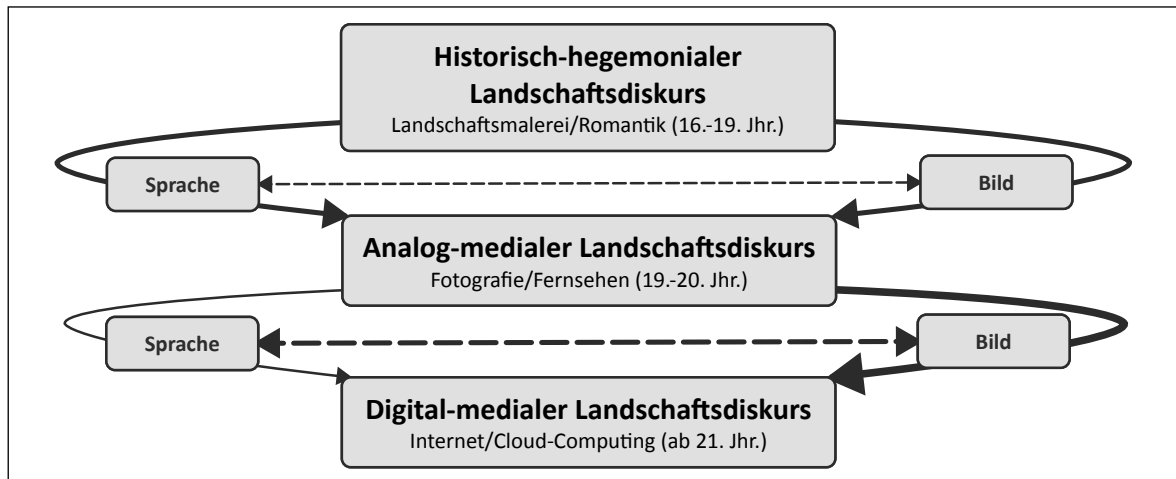 Historisch-hegemonialer
Landschaftsdiskurs
Landschaftsmalerei/Romantik (16.-19. Jhr.)
Sprache
Bild
Analog-medialer Landschaftsdiskurs
Fotografie/Fernsehen (19.-20. Jhr.)
Sprache
Bild
Digital-medialer Landschaftsdiskurs
Internet/Cloud-Computing (ab 21. Jhr.)